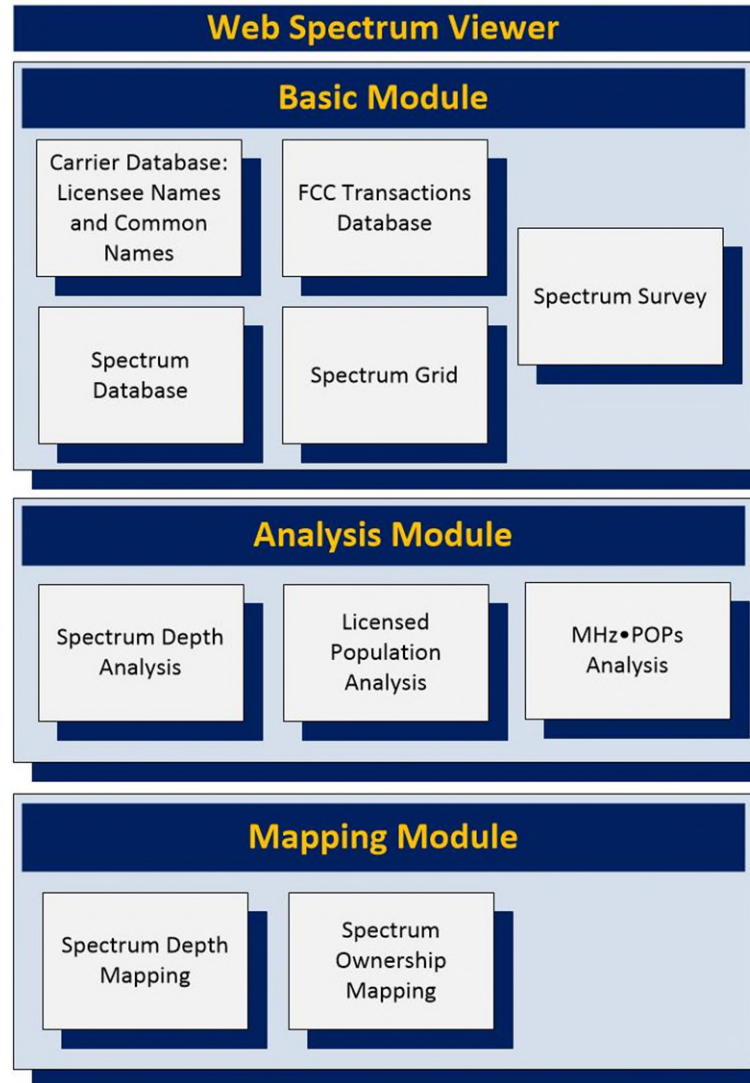 Web Spectrum Viewer
Basic Module
Carrier Database:
Licensee Names
and Common
Names
FCC Transactions
Database
Spectrum Survey
Spectrum
Database
Spectrum Grid
Analysis Module
Spectrum Depth
Analysis
Licensed
Population
Analysis
MHz•POPs
Analysis
Mapping Module
Spectrum Depth
Mapping
Spectrum
Ownership
Mapping